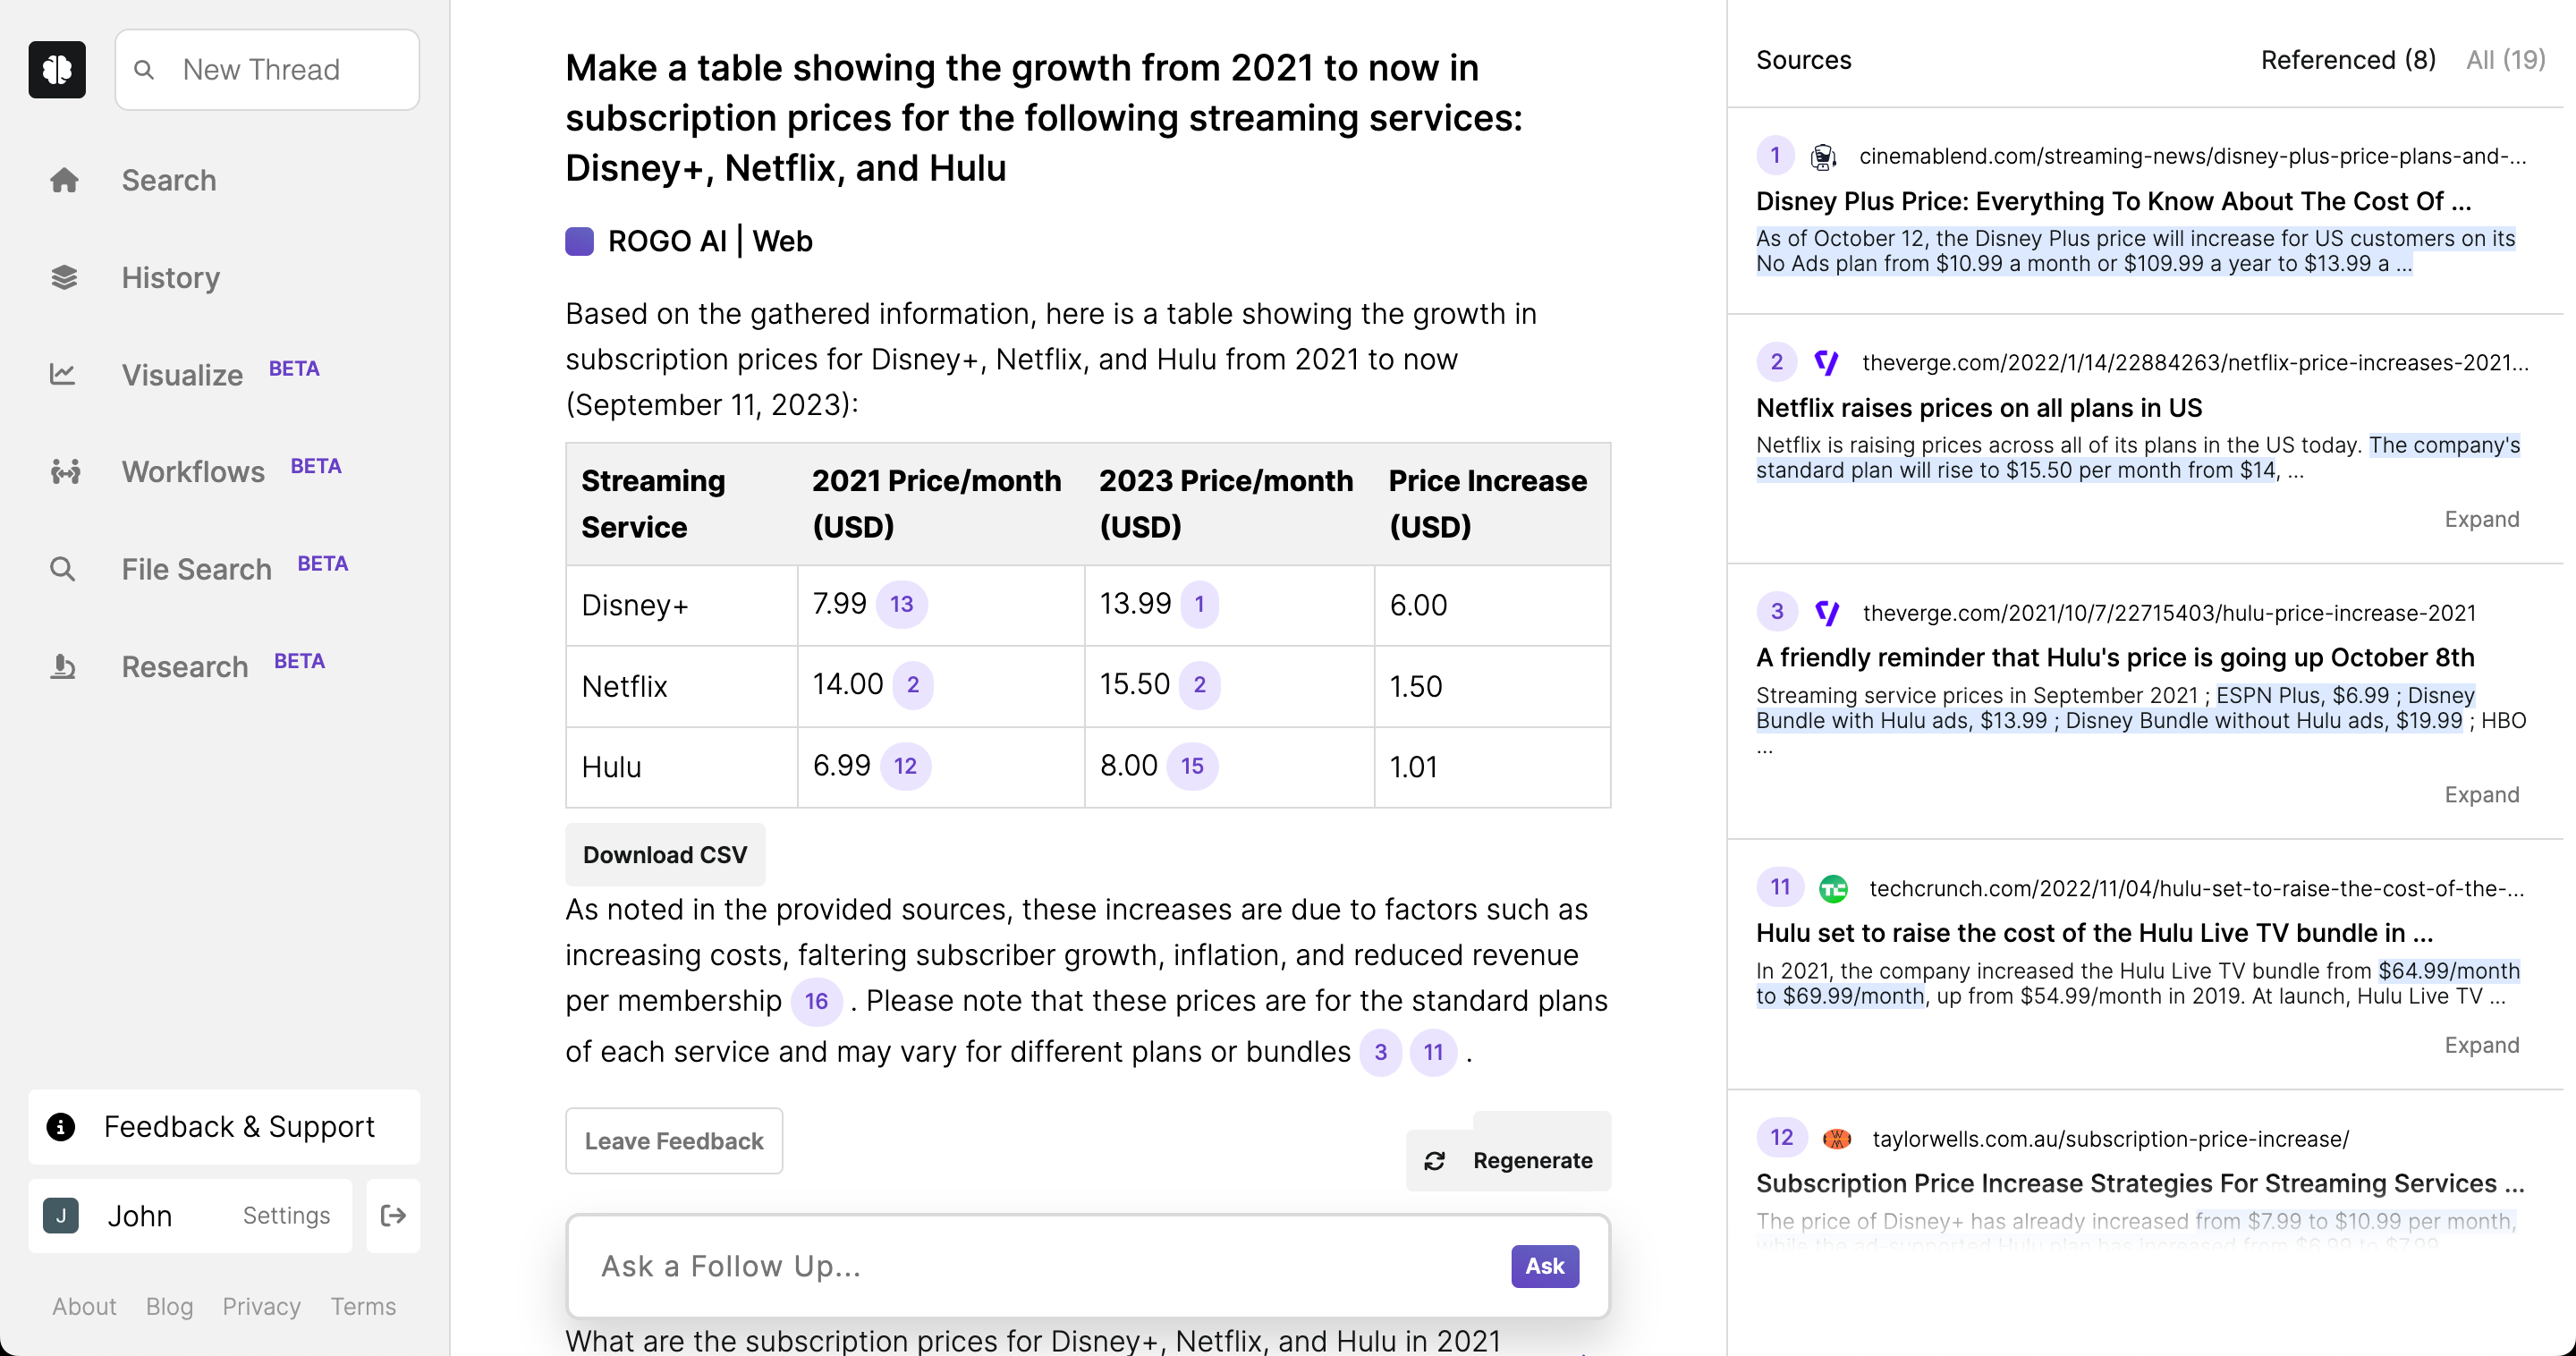 New Thread
Search
History
Visualize BETA
Workflows BETA
File Search BETA
Research BETA
Feedback & Support
J John Settings
About Blog Privacy Terms
Make a table showing the growth from 2021 to now in
subscription prices for the following streaming services:
Disney+, Netflix, and Hulu
ROGO AI | Web
Based on the gathered information, here is a table showing the growth in
subscription prices for Disney+, Netflix, and Hulu from 2021 to now
(September 11, 2023):
Streaming Service 2021 Price/month (USD) 2023 Price/month (USD) Price Increase (USD)
Disney+ 7.99 13 13.99 1 6.00
Netflix 14.00 2 15.50 2 1.50
Hulu 6.99 12 8.00 15 1.01
Download CSV
As noted in the provided sources, these increases are due to factors such as
increasing costs, faltering subscriber growth, inflation, and reduced revenue
per membership 16 . Please note that these prices are for the standard plans
of each service and may vary for different plans or bundles 3 11 .
Leave Feedback
Regenerate
Ask a Follow Up...
Ask
What are the subscription prices for Disney+, Netflix, and Hulu in 2021
Sources Referenced (8) All (19)
1 cinemablend.com/streaming-news/disney-plus-price-plans-and-...
Disney Plus Price: Everything To Know About The Cost Of ...
As of October 12, the Disney Plus price will increase for US customers on its
No Ads plan from $10.99 a month or $109.99 a year to $13.99 a ...
2 theverge.com/2022/1/14/22884263/netflix-price-increases-2021...
Netflix raises prices on all plans in US
Netflix is raising prices across all of its plans in the US today. The company's
standard plan will rise to $15.50 per month from $14, ...
Expand
3 theverge.com/2021/10/7/22715403/hulu-price-increase-2021
A friendly reminder that Hulu's price is going up October 8th
Streaming service prices in September 2021 ; ESPN Plus, $6.99 ; Disney
Bundle with Hulu ads, $13.99 ; Disney Bundle without Hulu ads, $19.99 ; HBO
...
Expand
11 techcrunch.com/2022/11/04/hulu-set-to-raise-the-cost-of-the-...
Hulu set to raise the cost of the Hulu Live TV bundle in ...
In 2021, the company increased the Hulu Live TV bundle from $64.99/month
to $69.99/month, up from $54.99/month in 2019. At launch, Hulu Live TV ...
Expand
12 taylorwells.com.au/subscription-price-increase/
Subscription Price Increase Strategies For Streaming Services ...
The price of Disney+ has already increased from $7.99 to $10.99 per month,
while the ad-supported Hulu plan has increased from $6.99 to $7.99